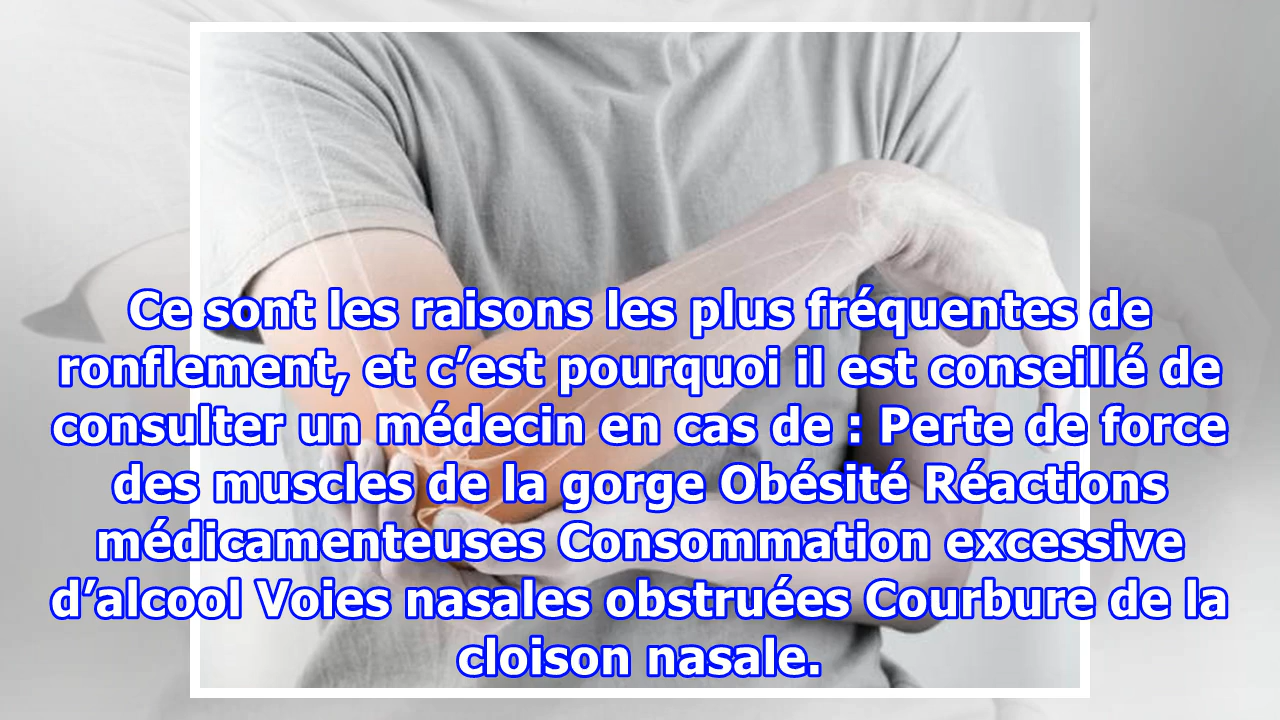 Ce sont les raisons les plus fréquentes de
ronflement, et c’est pourquoi il est conseillé de
consulter un médecin en cas de : Perte de force
des muscles de la gorge Obésité Réactions
médicamenteuses Consommation excessive
d’alcool Voies nasales obstruées Courbure de la
cloison nasale.